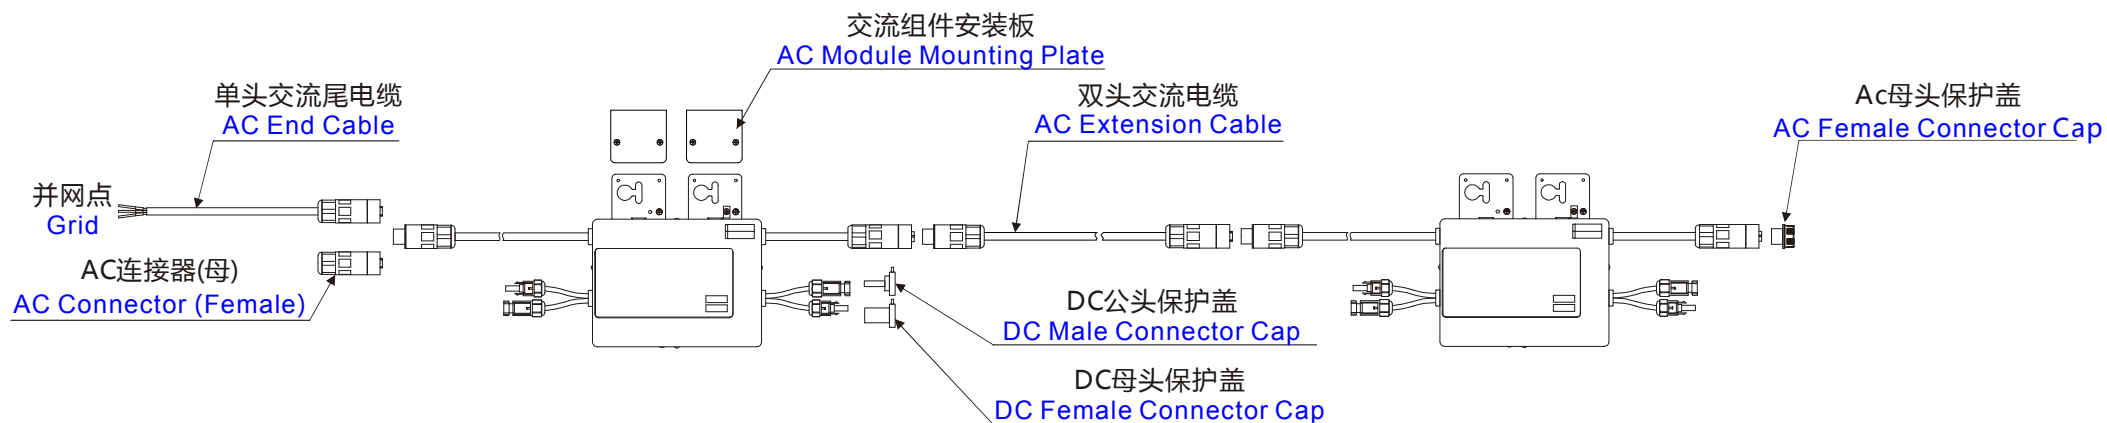 交流组件安装板
AC Module Mounting Plate
单头交流尾电缆
AC End Cable
双头交流电缆
AC Extension Cable
Ac母头保护盖
AC Female Connector Cap
并网点
Grid
AC连接器(母)
AC Connector (Female)
DC公头保护盖
DC Male Connector Cap
DC母头保护盖
DC Female Connector Cap